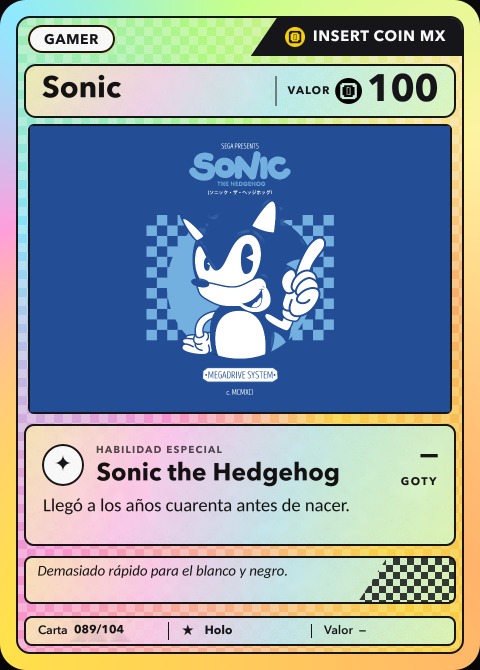 GAMER
INSERT COIN MX
Sonic
VALOR 100
SEGA PRESENTS
SONIC
THE HEDGEHOG
(ソニック・ザ・ヘッジホッグ)
•MEGADRIVE SYSTEM•
c. MCMXCI
HABILIDAD ESPECIAL
Sonic the Hedgehog
—
GOTY
Llegó a los años cuarenta antes de nacer.
Demasiado rápido para el blanco y negro.
Carta 089/104 ★ Holo Valor —